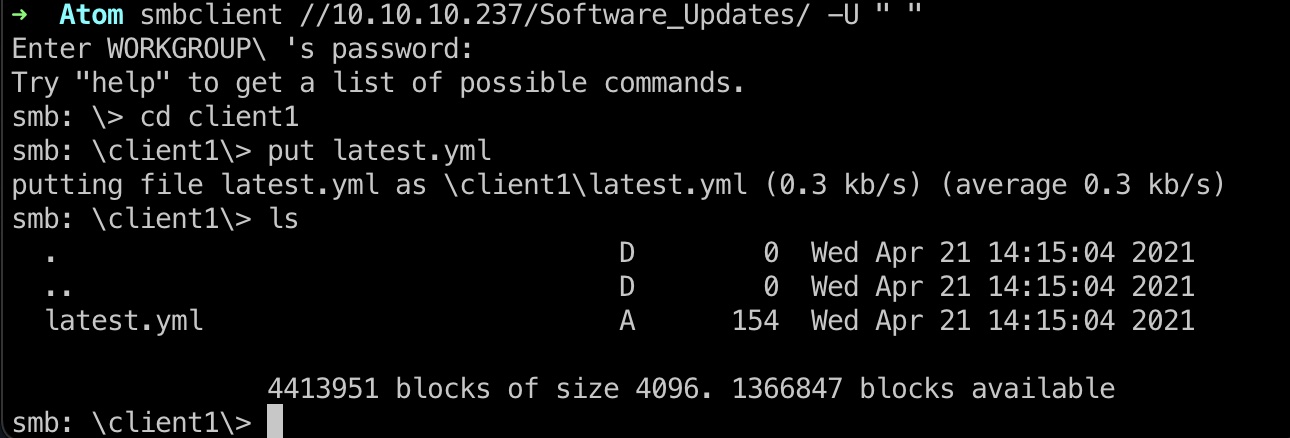 → Atom smbclient //10.10.10.237/Software_Updates/ -U " "
Enter WORKGROUP\ 's password:
Try "help" to get a list of possible commands.
smb: \> cd client1
smb: \client1\> put latest.yml
putting file latest.yml as \client1\latest.yml (0.3 kb/s) (average 0.3 kb/s)
smb: \client1\> ls
. D 0 Wed Apr 21 14:15:04 2021
.. D 0 Wed Apr 21 14:15:04 2021
latest.yml A 154 Wed Apr 21 14:15:04 2021
4413951 blocks of size 4096. 1366847 blocks available
smb: \client1\>